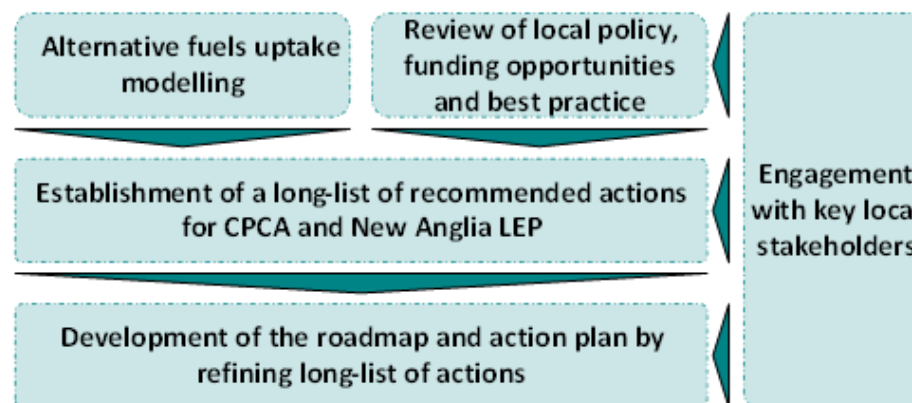 Alternative fuels uptake
modelling
Review of local policy,
funding opportunities
and best practice
Establishment of a long-list of recommended actions
for CPCA and New Anglia LEP
Development of the roadmap and action plan by
refining long-list of actions
Engagement
with key local
stakeholders